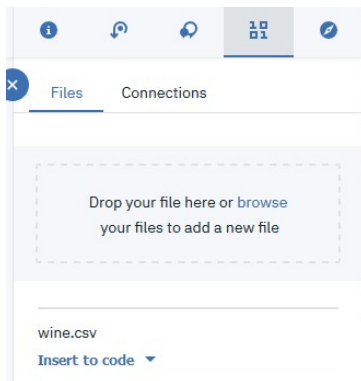 Files Connections
Drop your file here or browse
your files to add a new file
wine.csv
Insert to code